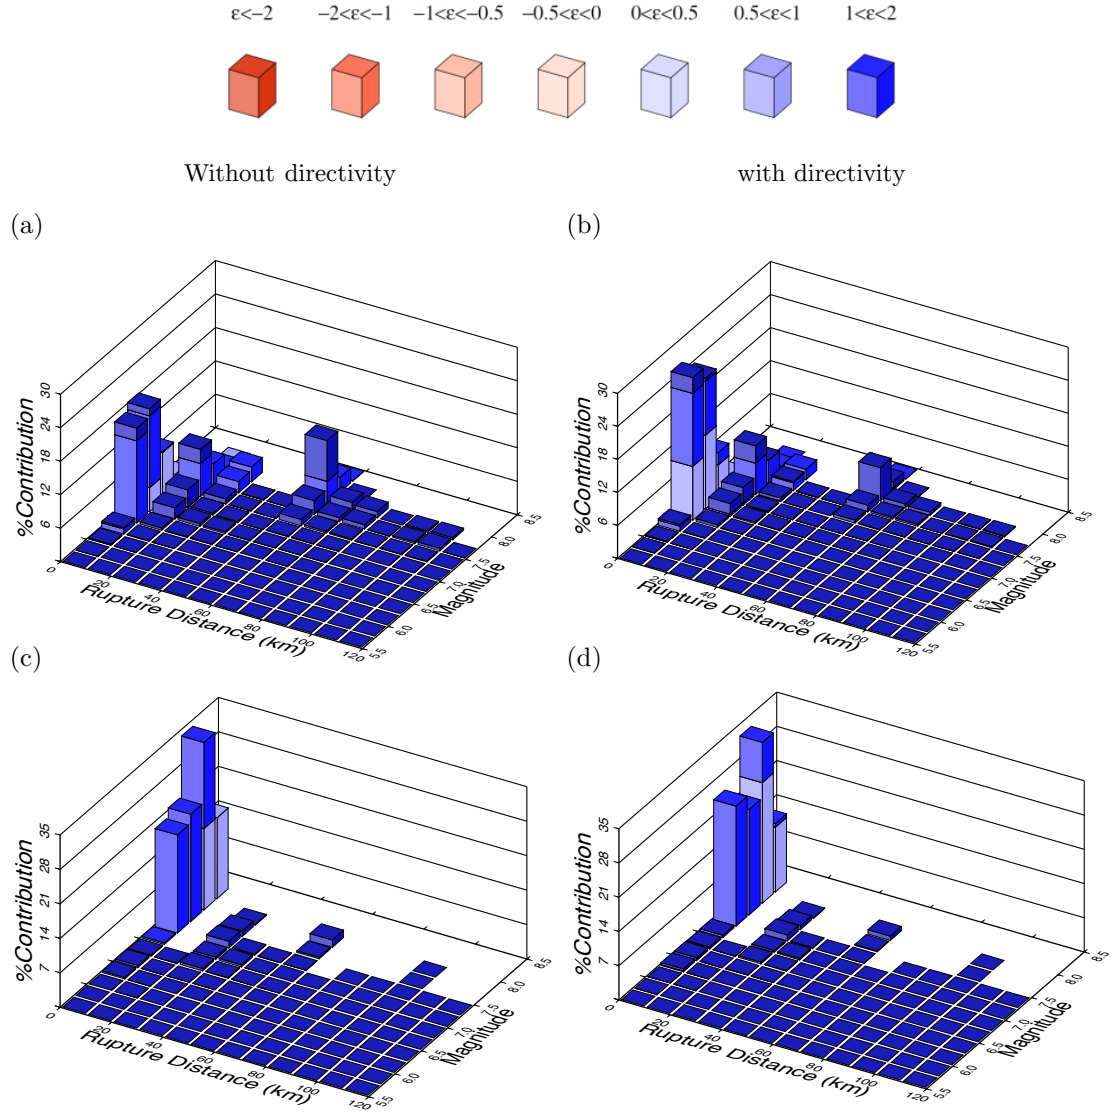 ε<−2 −2<ε<−1 −1<ε<−0.5 −0.5<ε<0 0<ε<0.5 0.5<ε<1 1<ε<2
Without directivity with directivity
(a) (b)
%Contribution
6 12 18 24 30
Rupture Distance (km)
0 20 40 60 80 100 120
Magnitude
5.5 6.0 6.5 7.0 7.5 8.0 8.5
%Contribution
6 12 18 24 30
Rupture Distance (km)
0 20 40 60 80 100 120
Magnitude
5.5 6.0 6.5 7.0 7.5 8.0 8.5
(c) (d)
%Contribution
7 14 21 28 35
Rupture Distance (km)
0 20 40 60 80 100 120
Magnitude
5.5 6.0 6.5 7.0 7.5 8.0 8.5
%Contribution
7 14 21 28 35
Rupture Distance (km)
0 20 40 60 80 100 120
Magnitude
5.5 6.0 6.5 7.0 7.5 8.0 8.5